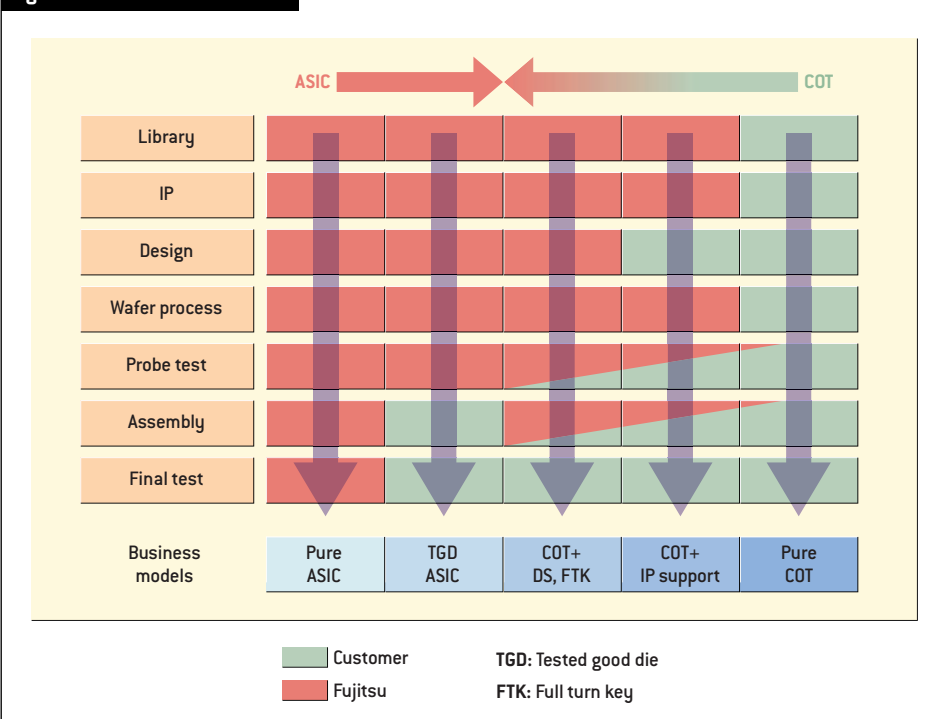 ASIC
COT
Library
IP
Design
Wafer process
Probe test
Assembly
Final test
Business
models
Pure
ASIC
TGD
ASIC
COT+
DS, FTK
COT+
IP support
Pure
COT
Customer
TGD: Tested good die
Fujitsu
FTK: Full turn key